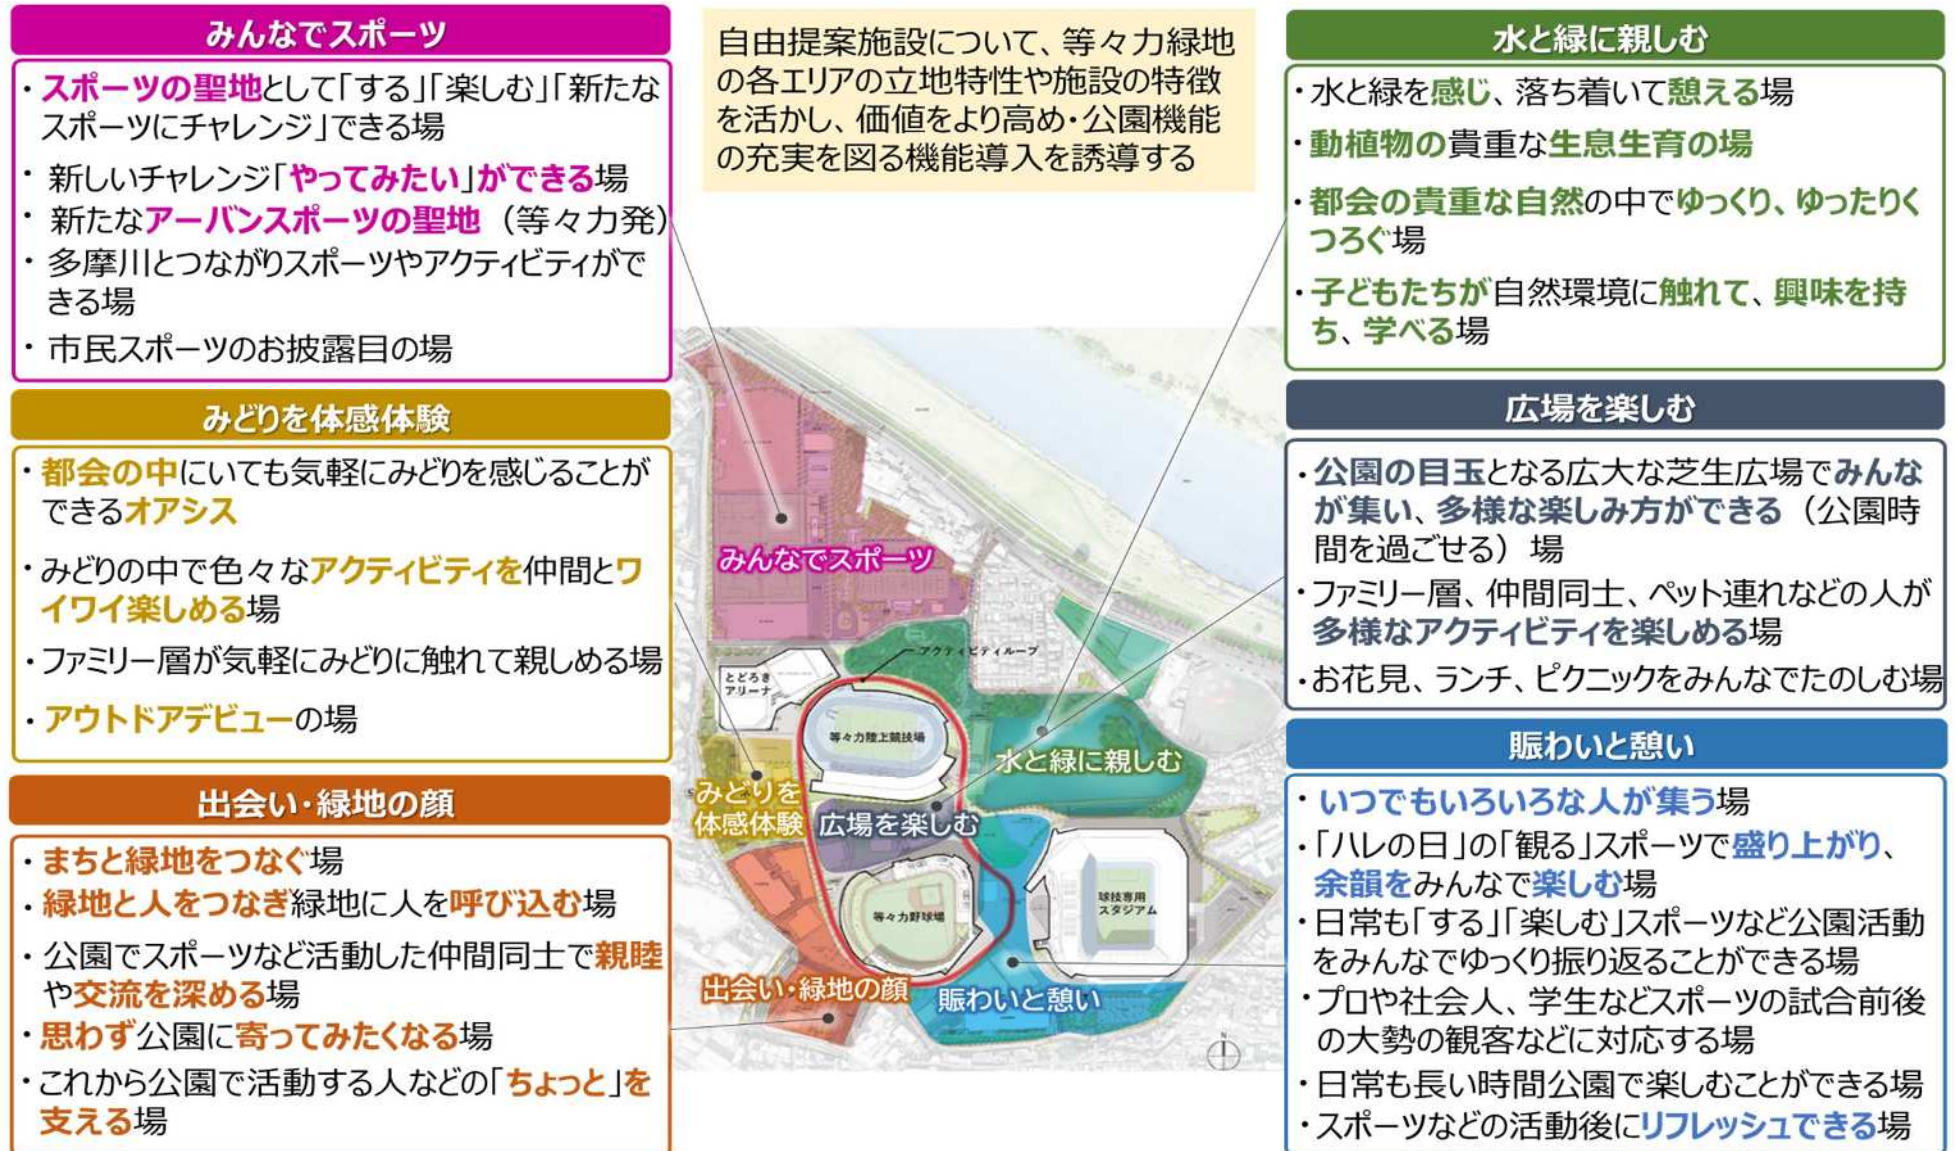 みんなでスポーツ
・スポーツの聖地として「する」「楽しむ」「新たな
スポーツにチャレンジ」できる場
・新しいチャレンジ「やってみたい」ができる場
・新たなアーバンスポーツの聖地（等々力発）
・多摩川とつながりスポーツやアクティビティがで
きる場
・市民スポーツのお披露目の場
みどりを体感体験
・都会の中にいても気軽にみどりを感じることが
できるオアシス
・みどりの中で色々なアクティビティを仲間とワ
イワイ楽しめる場
・ファミリー層が気軽にみどりに触れて親しめる場
・アウトドアデビューの場
出会い・緑地の顔
・まちと緑地をつなぐ場
・緑地と人をつなぎ緑地に人を呼び込む場
・公園でスポーツなど活動した仲間同士で親睦
や交流を深める場
・思わず公園に寄ってみたくなる場
・これから公園で活動する人などの「ちょっと」を
支える場
自由提案施設について、等々力緑地
の各エリアの立地特性や施設の特徴
を活かし、価値をより高め・公園機能
の充実を図る機能導入を誘導する
みんなでスポーツ
アクティビティループ
とどろき
アリーナ
等々力陸上競技場
水と緑に親しむ
みどりを
体感体験
広場を楽しむ
等々力野球場
球技専用
スタジアム
出会い・緑地の顔
賑わいと憩い
N
水と緑に親しむ
・水と緑を感じ、落ち着いて憩える場
・動植物の貴重な生息生育の場
・都会の貴重な自然の中でゆっくり、ゆったりく
つろぐ場
・子どもたちが自然環境に触れて、興味を持
ち、学べる場
広場を楽しむ
・公園の目玉となる広大な芝生広場でみんな
が集い、多様な楽しみ方ができる（公園時
間を過ごせる）場
・ファミリー層、仲間同士、ペット連れなどの人が
多様なアクティビティを楽しめる場
・お花見、ランチ、ピクニックをみんなでたのしむ場
賑わいと憩い
・いつでもいろいろな人が集う場
・「ハレの日」の「観る」スポーツで盛り上がり、
余韻をみんなで楽しむ場
・日常も「する」「楽しむ」スポーツなど公園活動
をみんなでゆっくり振り返ることができる場
・プロや社会人、学生などスポーツの試合前後
の大勢の観客などに対応する場
・日常も長い時間公園で楽しむことができる場
・スポーツなどの活動後にリフレッシュできる場